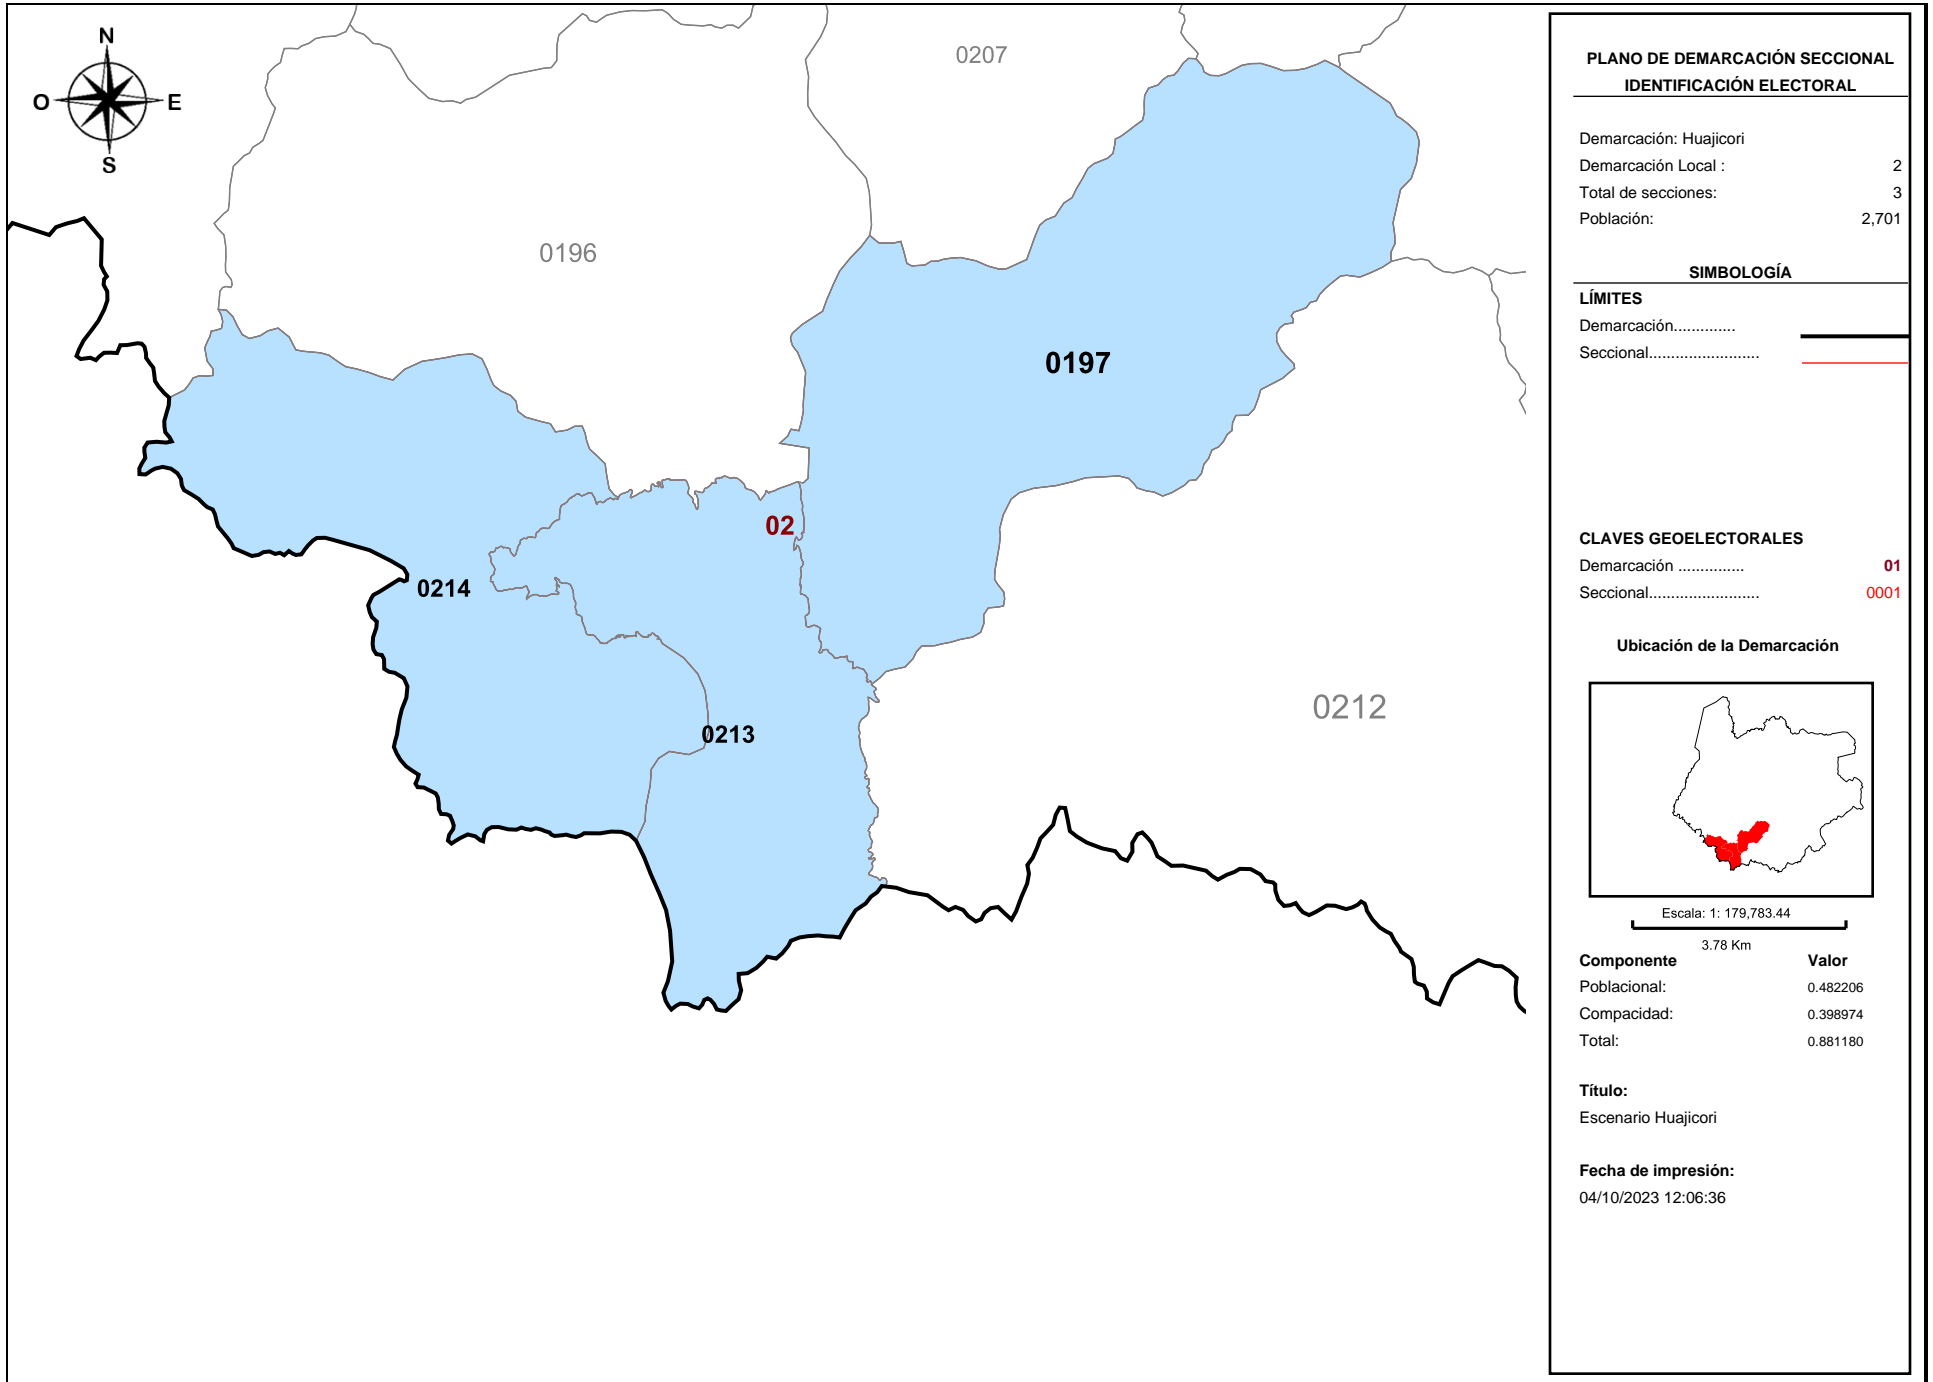 N
O
E
S
0207
0196
0197
02
0214
0213
0212
PLANO DE DEMARCACIÓN SECCIONAL
IDENTIFICACIÓN ELECTORAL
Demarcación: Huajicori
Demarcación Local : 2
Total de secciones: 3
Población: 2,701
SIMBOLOGÍA
LÍMITES
Demarcación..............
Seccional.........................
CLAVES GEOELECTORALES
Demarcación ............... 01
Seccional......................... 0001
Ubicación de la Demarcación
Escala: 1: 179,783.44
3.78 Km
Componente Valor
Poblacional: 0.482206
Compacidad: 0.398974
Total: 0.881180
Título:
Escenario Huajicori
Fecha de impresión:
04/10/2023 12:06:36